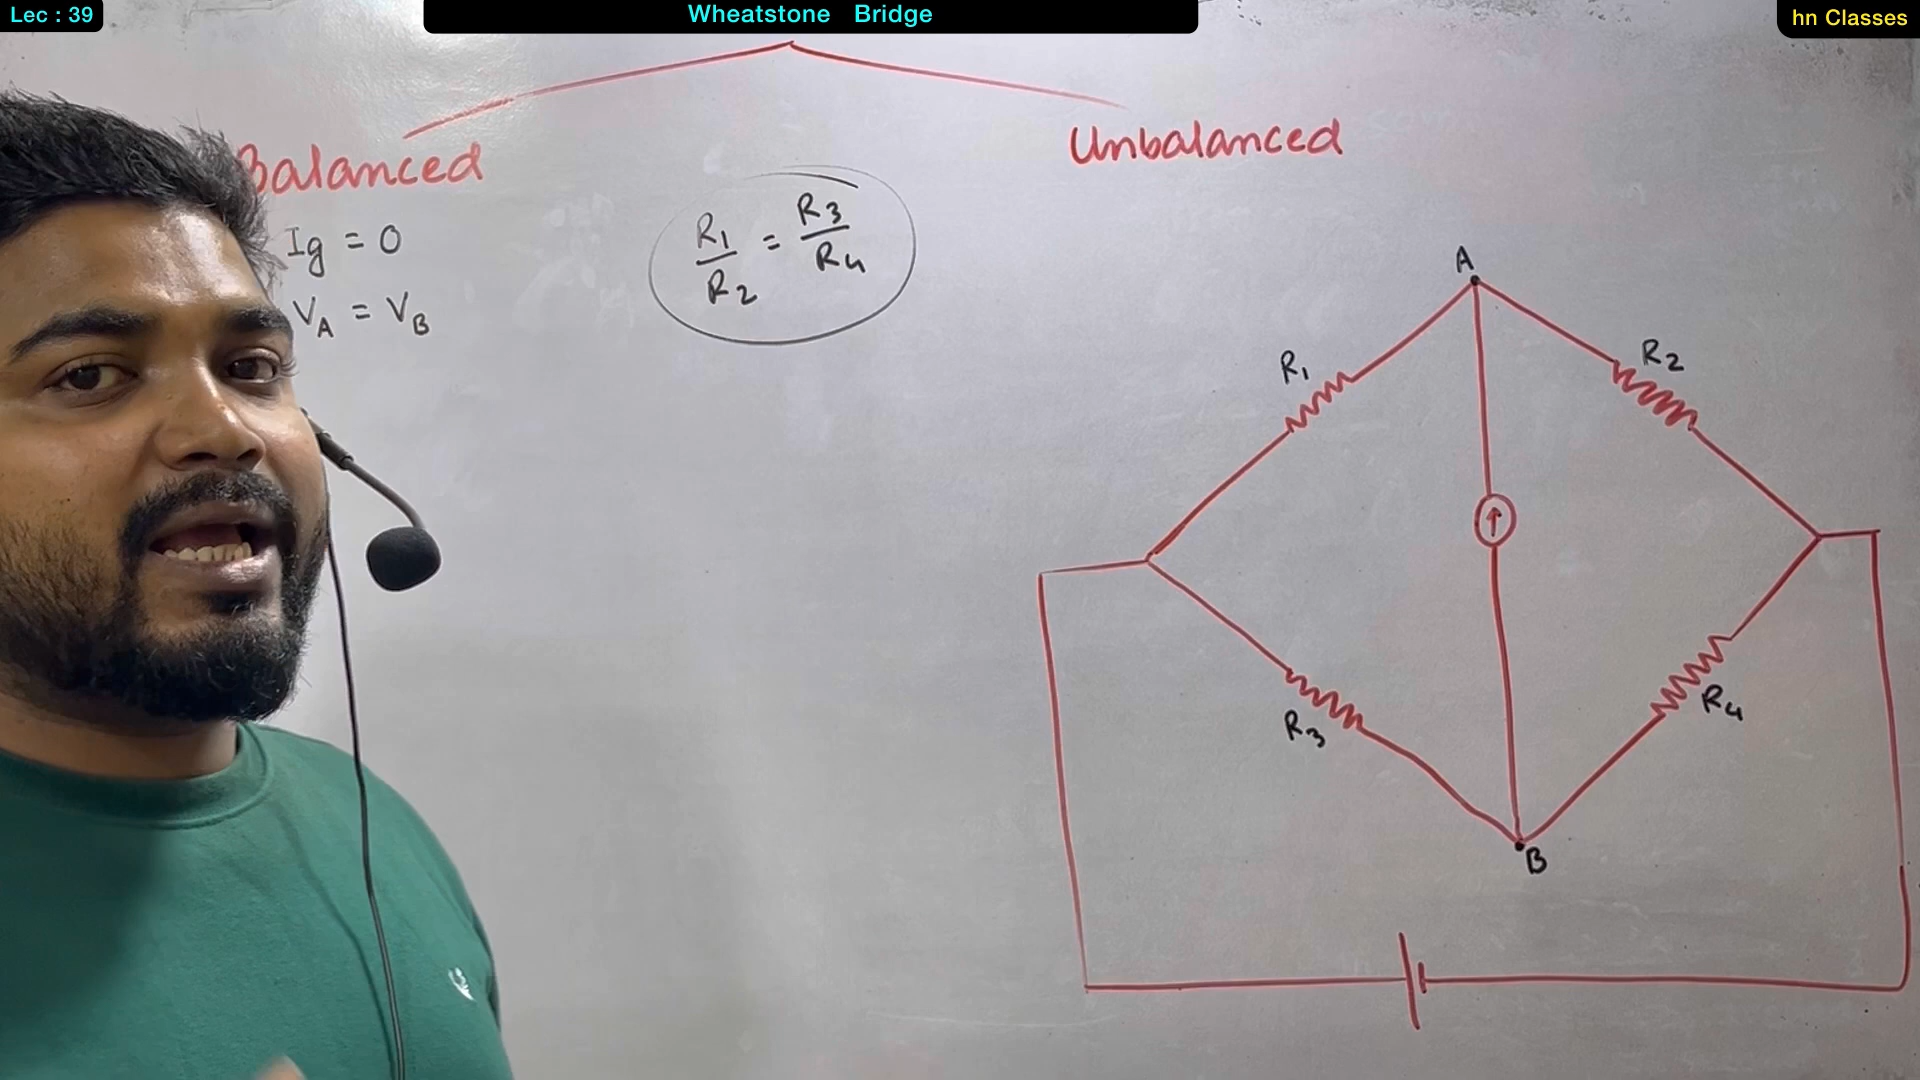 Lec : 39
Wheatstone Bridge
hn Classes
Balanced
Unbalanced
Ig = 0
VA = VB
R1/R2 = R3/R4
A
R1
R2
R3
R4
B